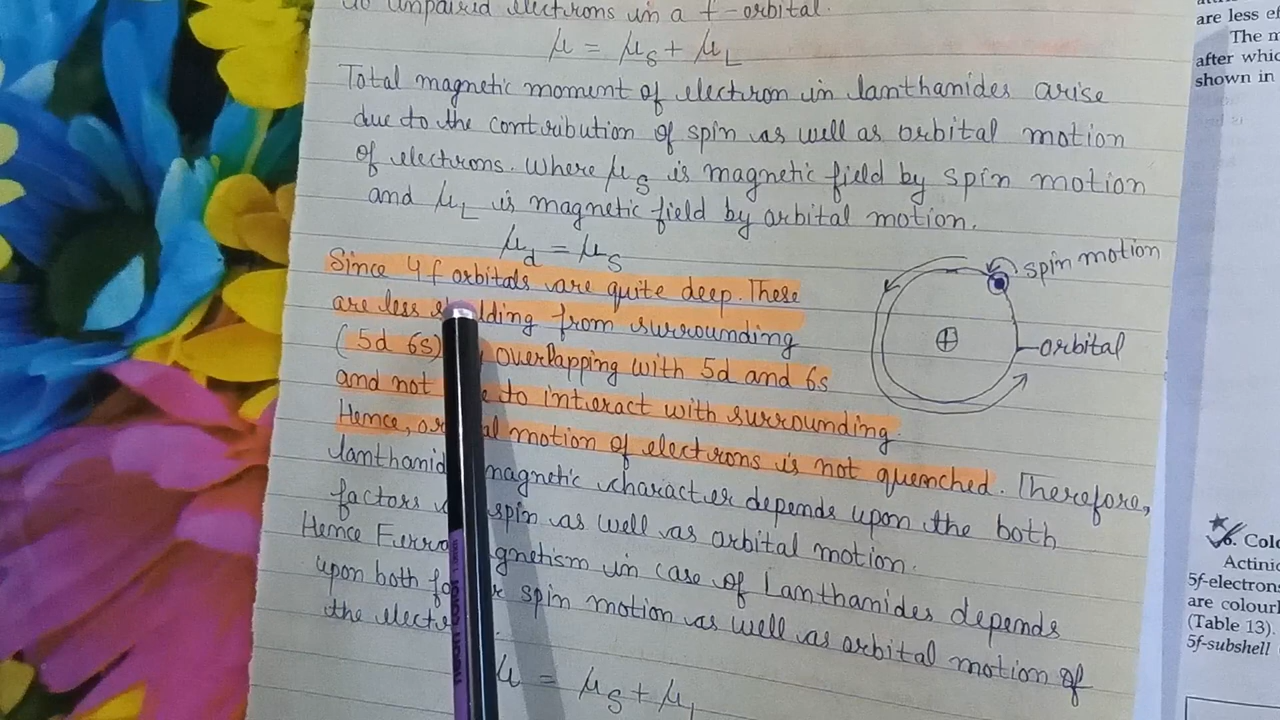 unpaired electrons in a f-orbital.
μ = μS + μL
Total magnetic moment of electron in lanthanides arise
due to the contribution of spin as well as orbital motion
of electrons. Where μS is magnetic field by spin motion
and μL is magnetic field by orbital motion.
μd = μS
Since 4f orbitals are quite deep. These
are less from surrounding
(5d 6s) overlapping with 5d and 6s
and not to interact with surrounding.
Hence, motion of electrons is not quenched. Therefore,
magnetic character depends upon the both
factors spin as well as orbital motion.
Hence in case of Lanthanides depends
upon both spin motion as well as orbital motion of
the
μ = μS + μL
spin motion
orbital
⊕
are less
The
after
shown in
6.
5f-electron
are
(Table 13).
5f-subshell